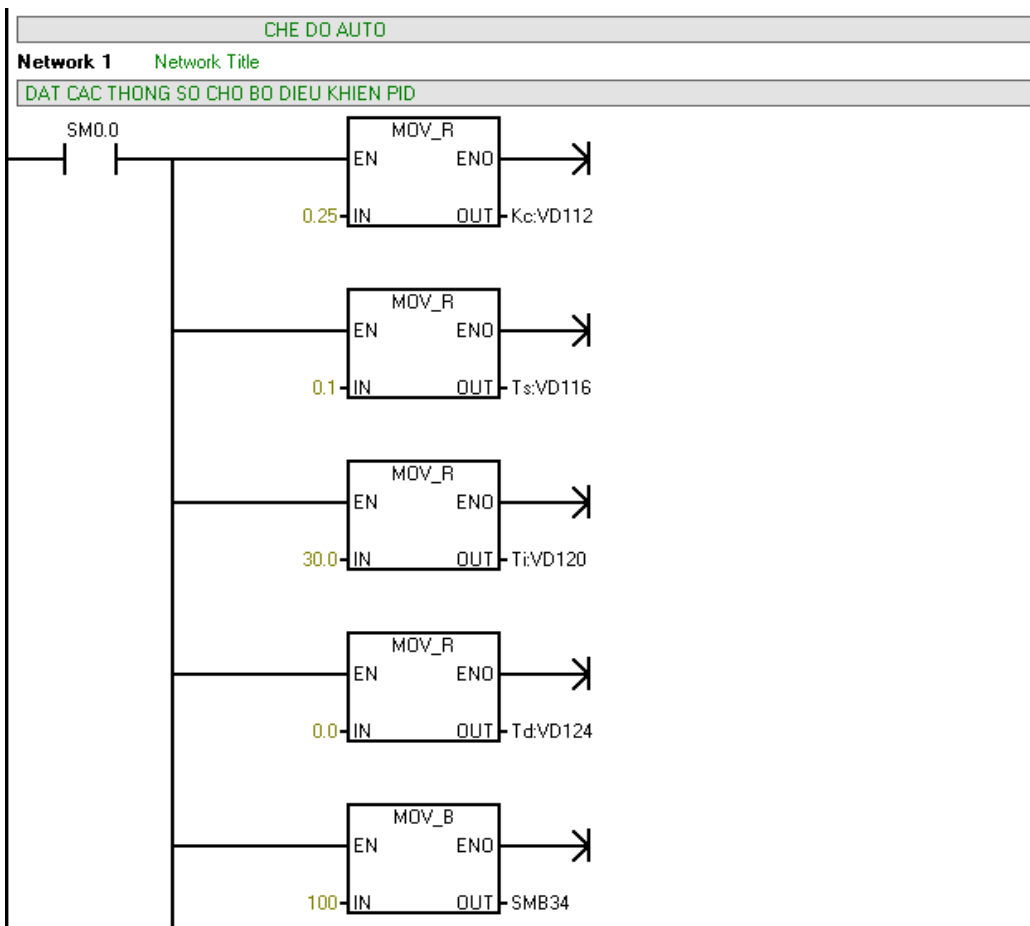 CHE DO AUTO
Network 1 Network Title
DAT CAC THONG SO CHO BO DIEU KHIEN PID
SM0.0
MOV_R
EN ENO
0.25 IN OUT Kc:VD112
MOV_R
EN ENO
0.1 IN OUT Ts:VD116
MOV_R
EN ENO
30.0 IN OUT Ti:VD120
MOV_R
EN ENO
0.0 IN OUT Td:VD124
MOV_B
EN ENO
100 IN OUT SMB34